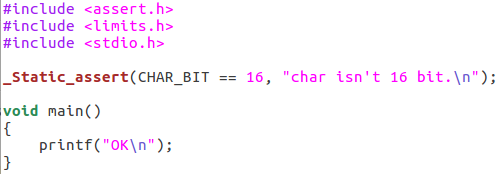 #include <assert.h>
#include <limits.h>
#include <stdio.h>
_Static_assert(CHAR_BIT == 16, "char isn't 16 bit.\n");
void main()
{
    printf("OK\n");
}